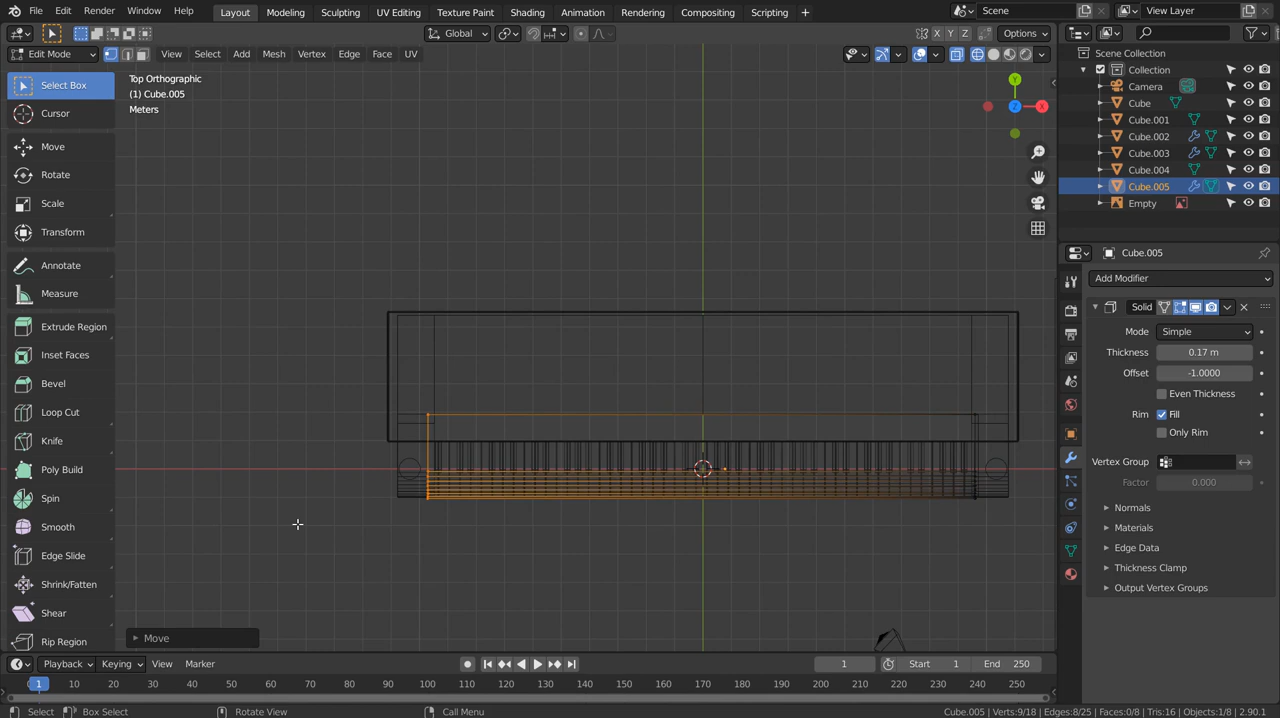 File Edit Render Window Help Layout Modeling Sculpting UV Editing Texture Paint Shading Animation Rendering Compositing Scripting + Scene View Layer
Global Options
Edit Mode View Select Add Mesh Vertex Edge Face UV X Y Z
Select Box
Cursor
Move
Rotate
Scale
Transform
Annotate
Measure
Extrude Region
Inset Faces
Bevel
Loop Cut
Knife
Poly Build
Spin
Smooth
Edge Slide
Shrink/Fatten
Shear
Rip Region
Top Orthographic
(1) Cube.005
Meters
Y
Z
X
Move
Scene Collection
Collection
Camera
Cube
Cube.001
Cube.002
Cube.003
Cube.004
Cube.005
Empty
Cube.005
Add Modifier
Solid
Mode Simple
Thickness 0.17 m
Offset -1.0000
Even Thickness
Rim Fill
Only Rim
Vertex Group
Factor 0.000
Normals
Materials
Edge Data
Thickness Clamp
Output Vertex Groups
Playback Keying View Marker 1 Start 1 End 250
0 1 10 20 30 40 50 60 70 80 90 100 110 120 130 140 150 160 170 180 190 200 210 220 230 240 250
Select Box Select Rotate View Call Menu Cube.005 | Verts:9/18 | Edges:8/25 | Faces:0/8 | Tris:16 | Objects:1/8 | 2.90.1